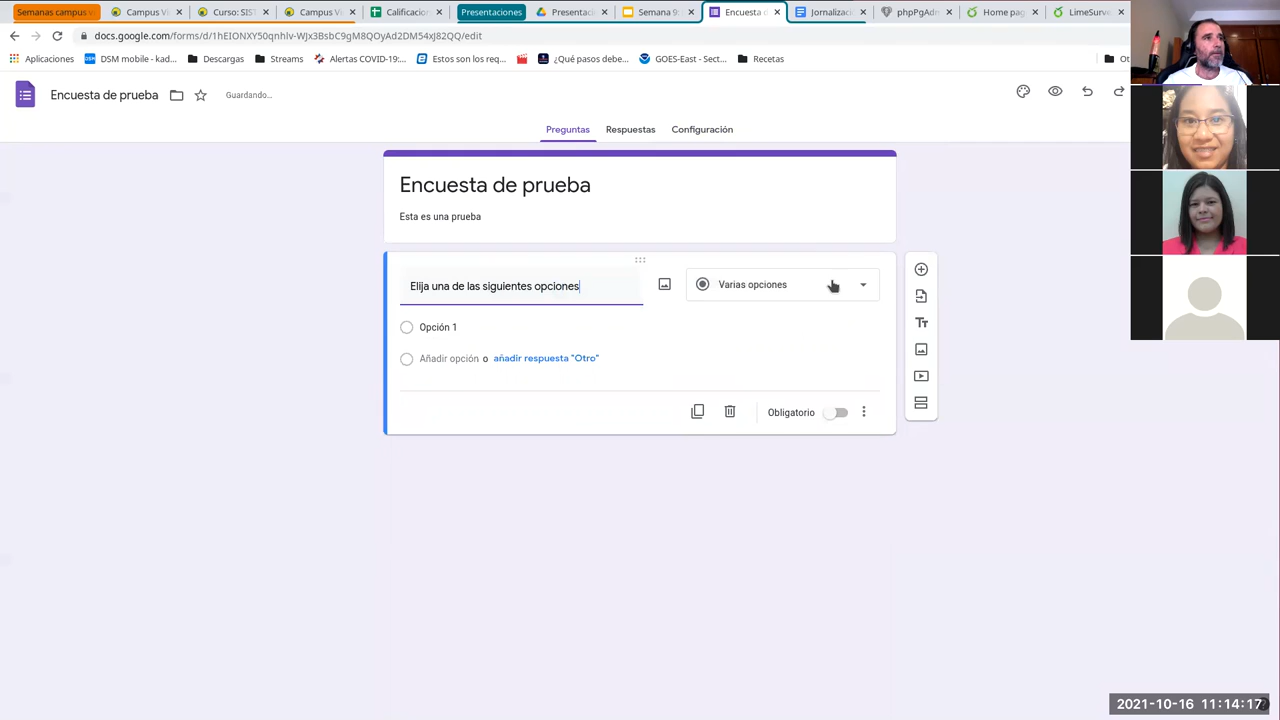 Semanas campus vi
Campus Vi
Curso: SIS
Campus Vi
Calificacio
Presentaciones
Presentac
Semana 9:
Encuesta d
Jornalizac
phpPgAdm
Home pag
LimeSurve
docs.google.com/forms/d/1hEIONXY50qnhlv-WJx3BsbC9gM8QOyAd2DM54xJ82QQ/edit
Aplicaciones
DSM mobile - kad...
Descargas
Streams
Alertas COVID-19:...
Estos son los req...
¿Qué pasos debe...
GOES-East - Sect...
Recetas
Encuesta de prueba
Guardando...
Preguntas
Respuestas
Configuración
Encuesta de prueba
Esta es una prueba
Elija una de las siguientes opciones
Varias opciones
Opción 1
Añadir opción o añadir respuesta "Otro"
Tт
Obligatorio
2021-10-16 11:14:17